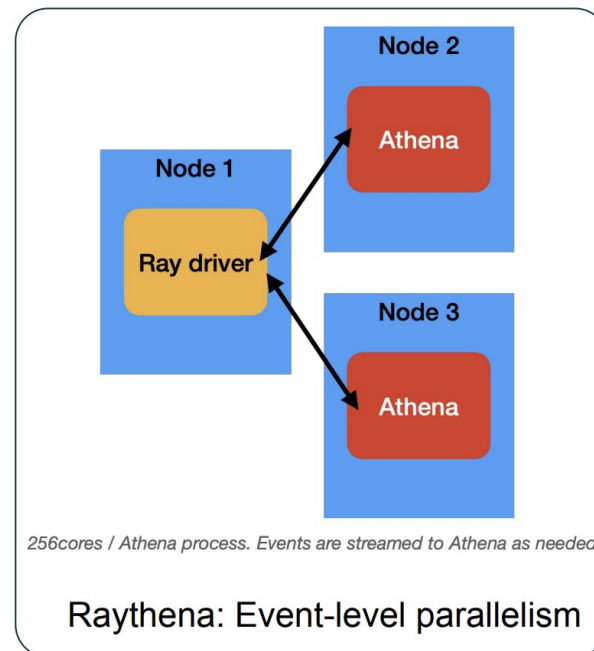 Node 2
Athena
Node 1
Ray driver
Node 3
Athena
256cores / Athena process. Events are streamed to Athena as needed
Raythena: Event-level parallelism